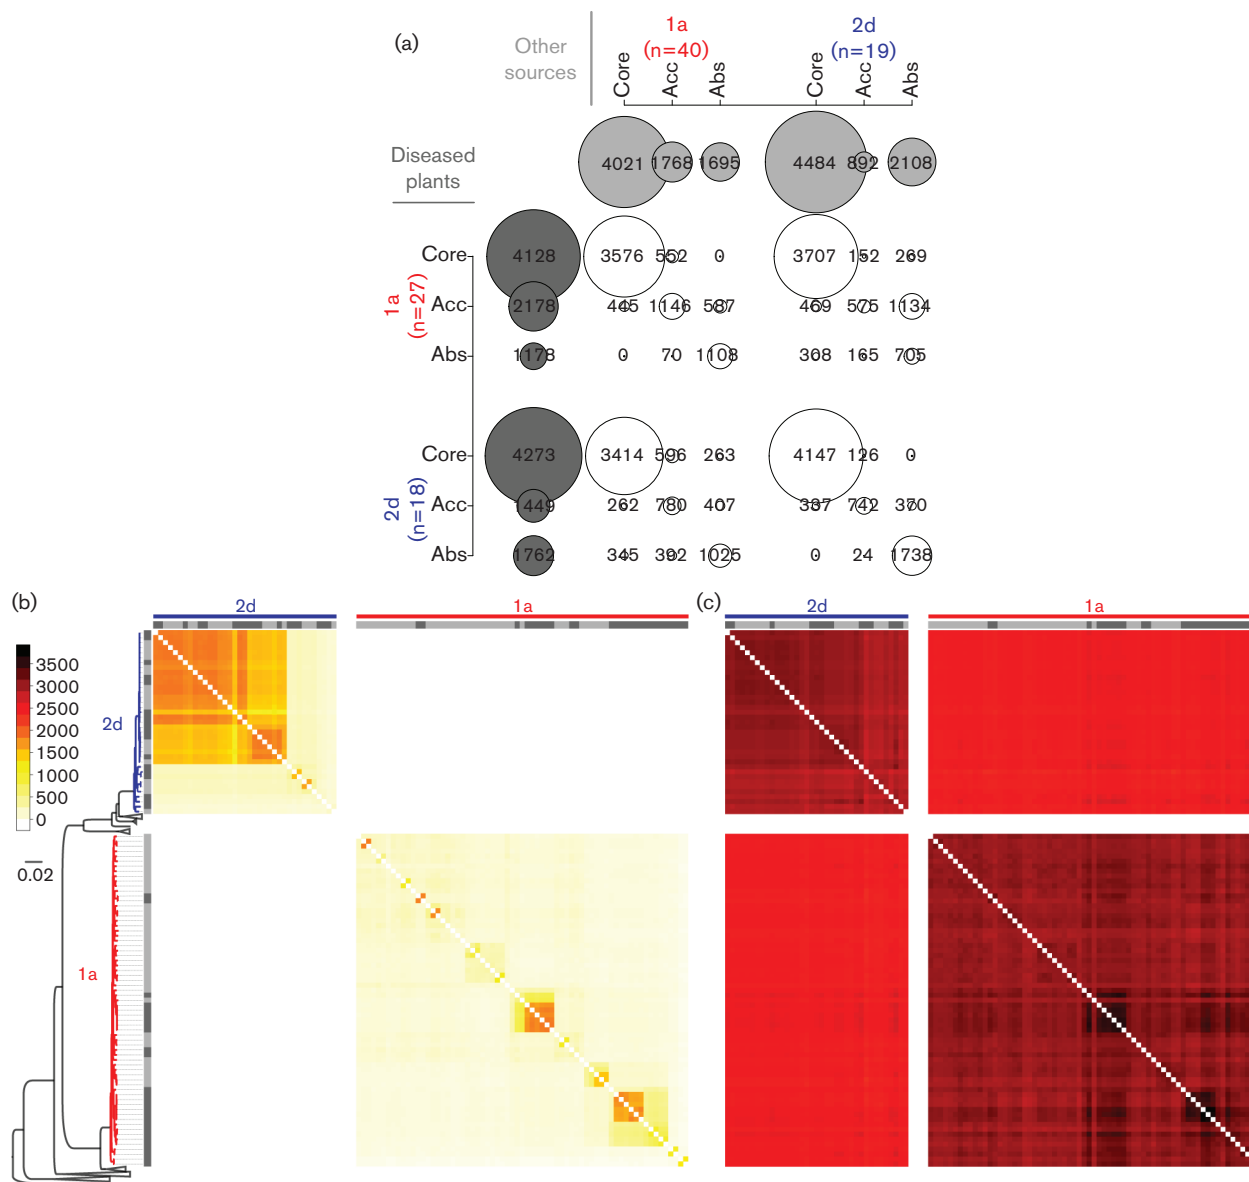 (a)
Other
sources
1a
(n=40)
2d
(n=19)
Core Acc Abs Core Acc Abs
Diseased
plants
4021 1768 1695 4484 892 2108
1a
(n=27)
Core 4128 3576 552 0 3707 152 269
Acc 2178 445 1146 587 469 575 1134
Abs 1178 0 70 1108 308 165 705
2d
(n=18)
Core 4273 3414 596 263 4147 126 0
Acc 1449 262 780 407 337 742 370
Abs 1762 345 392 1025 0 24 1738
(b)
2d
1a
(c)
2d
1a
3500
3000
2500
2000
1500
1000
500
0
2d
0.02
1a